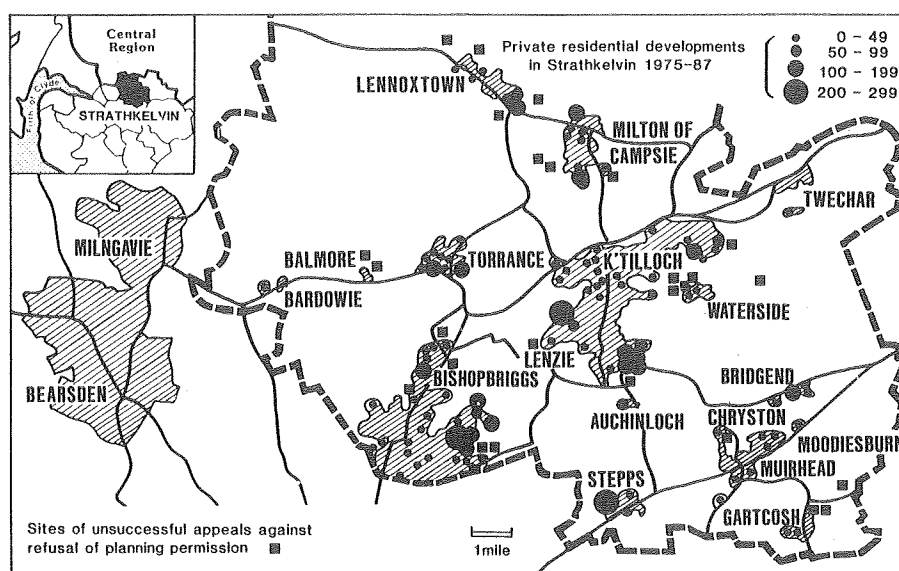 Central
Region
Firth of Clyde
STRATHKELVIN
Private residential developments
in Strathkelvin 1975-87
0 - 49
50 - 99
100 - 199
200 - 299
LENNOXTOWN
MILTON OF
CAMPSIE
TWECHAR
MILNGAVIE
BALMORE
TORRANCE
K'TILLOCH
BARDOWIE
WATERSIDE
BEARSDEN
BISHOPBRIGGS
LENZIE
BRIDGEND
AUCHINLOCH
CHRYSTON
MOODIESBURN
MUIRHEAD
STEPPS
GARTCOSH
Sites of unsuccessful appeals against
refusal of planning permission
1mile